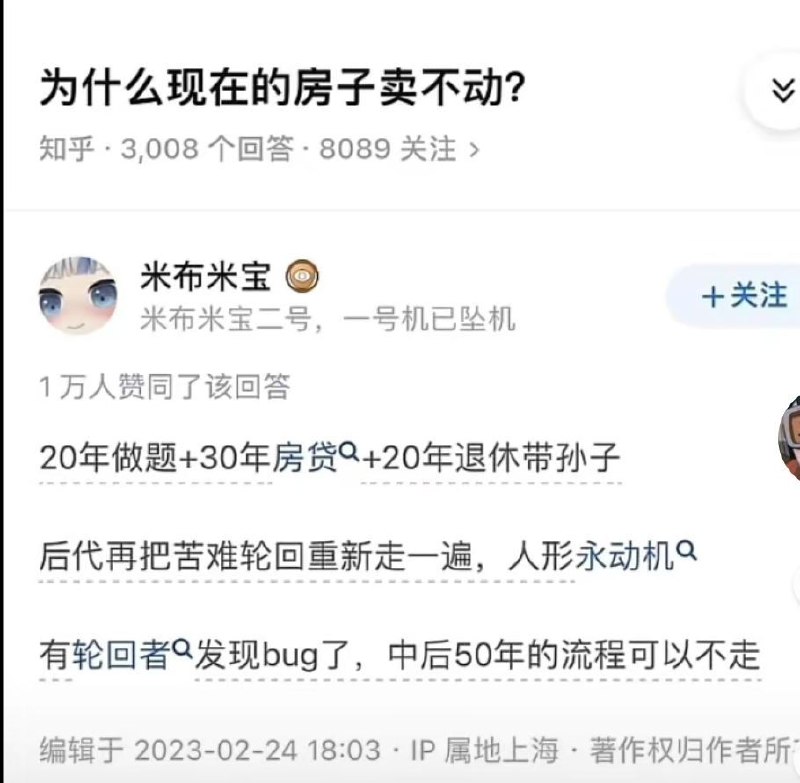 为什么现在的房子卖不动?
知乎 · 3,008 个回答 · 8089 关注 >
米布米宝
+关注
米布米宝二号，一号机已坠机
1 万人赞同了该回答
20年做题+30年房贷+20年退休带孙子
后代再把苦难轮回重新走一遍，人形永动机
有轮回者发现bug了，中后50年的流程可以不走
编辑于 2023-02-24 18:03 · IP 属地上海 · 著作权归作者所